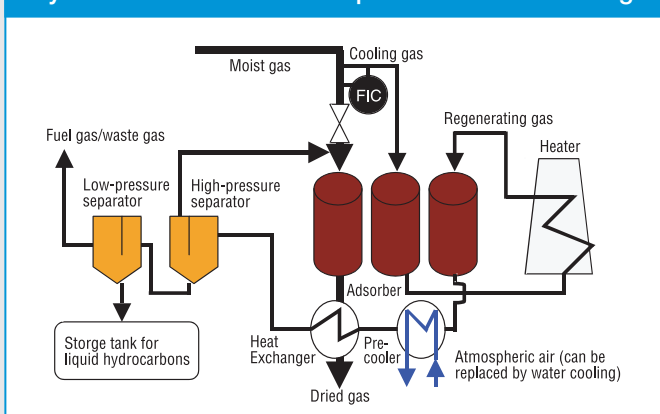 Moist gas
Cooling gas
FIC
Regenerating gas
Heater
Fuel gas/waste gas
Low-pressure
separator
High-pressure
separator
Adsorber
Storge tank for
liquid hydrocarbons
Heat
Exchanger
Pre-
cooler
Atmospheric air (can be
replaced by water cooling)
Dried gas